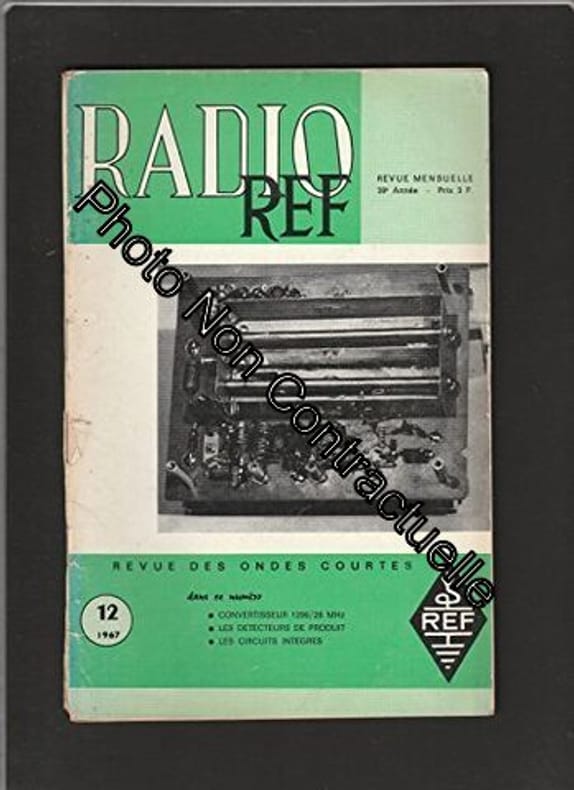 RADIO
REF
REVUE MENSUELLE
39e Année - Prix 3 F.
Photo Non Contractuelle
REVUE DES ONDES COURTES
dans ce numéro
12
1967
■ CONVERTISSEUR 1296/28 MHz
■ LES DETECTEURS DE PRODUIT
■ LES CIRCUITS INTEGRES
REF